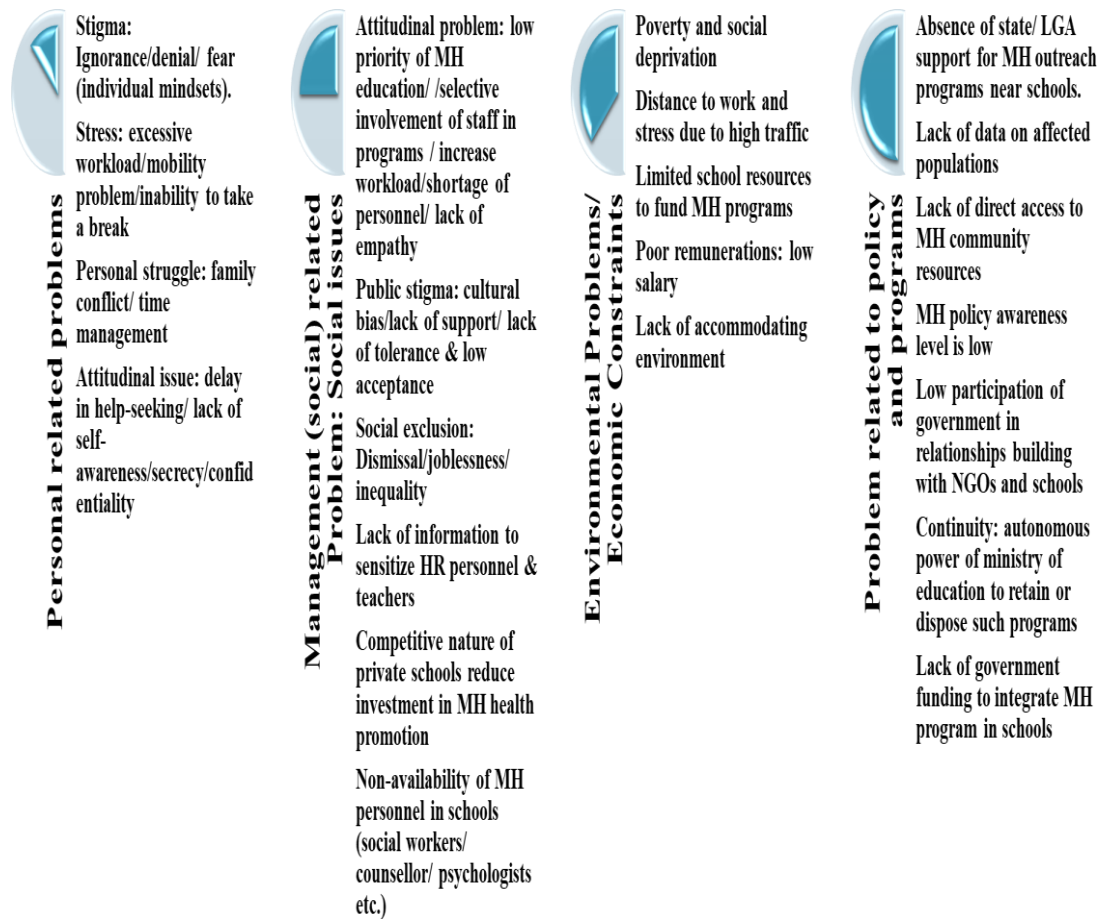 Personal related problems
Stigma:
Ignorance/denial/ fear
(individual mindsets).
Stress: excessive
workload/mobility
problem/inability to take
a break
Personal struggle: family
conflict/ time
management
Attitudinal issue: delay
in help-seeking/ lack of
self-
awareness/secrecy/confid
entiality
Management (social) related
Problem: Social issues
Attitudinal problem: low
priority of MH
education/ /selective
involvement of staff in
programs / increase
workload/shortage of
personnel/ lack of
empathy
Public stigma: cultural
bias/lack of support/ lack
of tolerance & low
acceptance
Social exclusion:
Dismissal/joblessness/
inequality
Lack of information to
sensitize HR personnel &
teachers
Competitive nature of
private schools reduce
investment in MH health
promotion
Non-availability of MH
personnel in schools
(social workers/
counsellor/ psychologists
etc.)
Environmental Problems/
Economic Constraints
Poverty and social
deprivation
Distance to work and
stress due to high traffic
Limited school resources
to fund MH programs
Poor remunerations: low
salary
Lack of accommodating
environment
Problem related to policy
and programs
Absence of state/ LGA
support for MH outreach
programs near schools.
Lack of data on affected
populations
Lack of direct access to
MH community
resources
MH policy awareness
level is low
Low participation of
government in
relationships building
with NGOs and schools
Continuity: autonomous
power of ministry of
education to retain or
dispose such programs
Lack of government
funding to integrate MH
program in schools